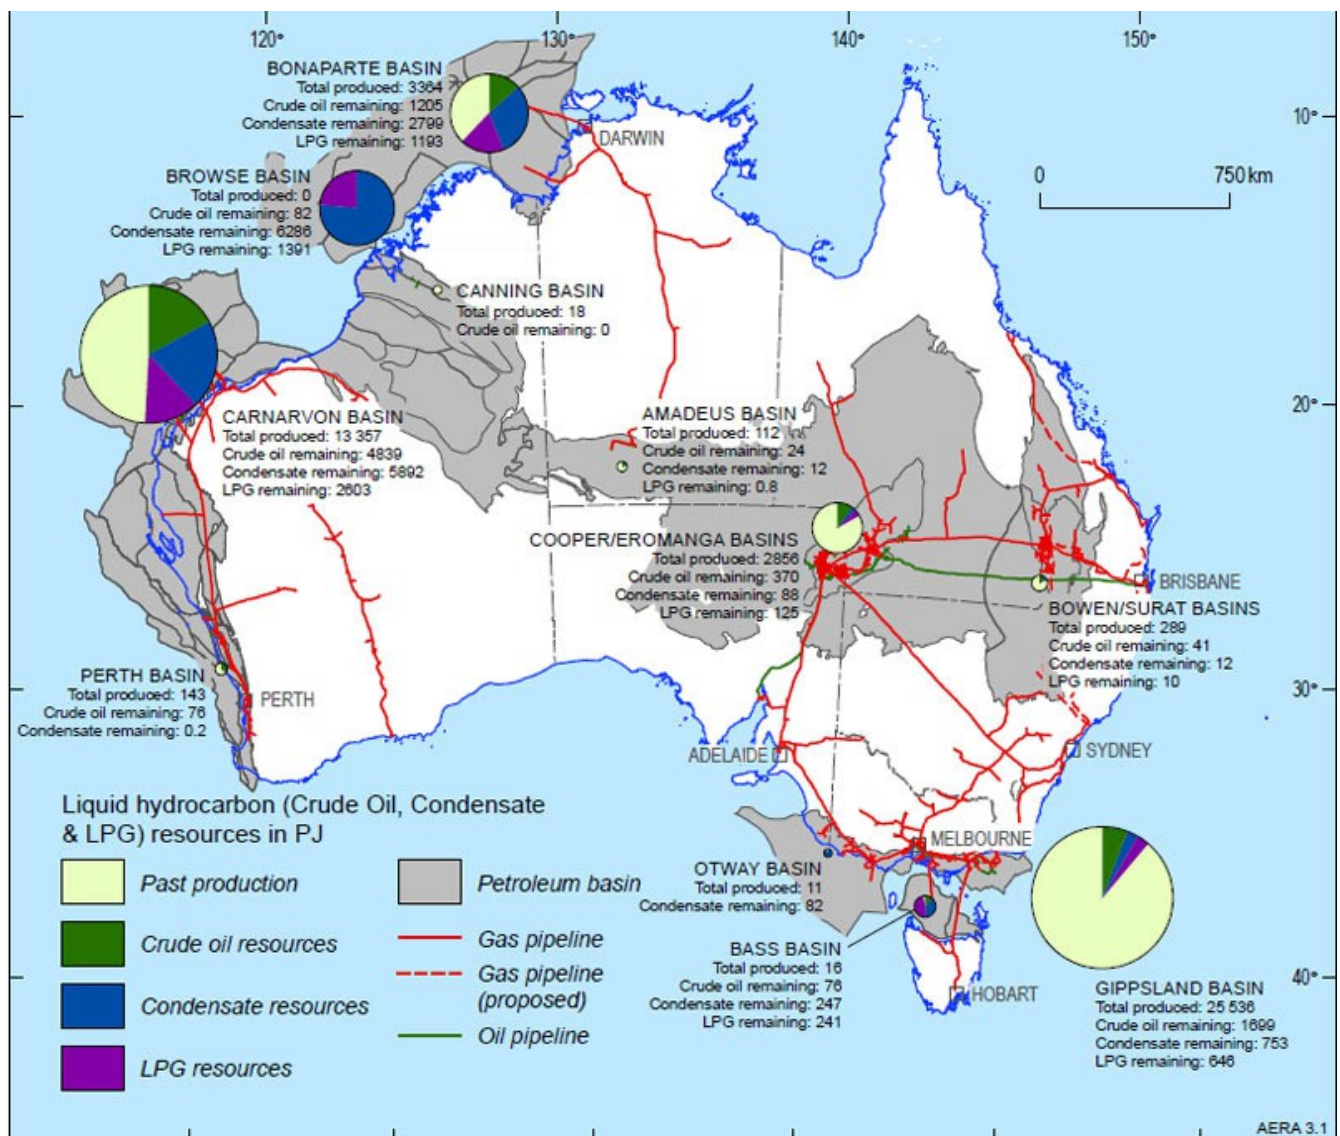 120°
130°
140°
150°
BONAPARTE BASIN
Total produced: 3364
Crude oil remaining: 1205
Condensate remaining: 2799
LPG remaining: 1193
10°
DARWIN
BROWSE BASIN
Total produced: 0
Crude oil remaining: 82
Condensate remaining: 6286
LPG remaining: 1391
0
750 km
CANNING BASIN
Total produced: 18
Crude oil remaining: 0
CARNARVON BASIN
Total produced: 13 357
Crude oil remaining: 4839
Condensate remaining: 5892
LPG remaining: 2603
AMADEUS BASIN
Total produced: 112
Crude oil remaining: 24
Condensate remaining: 12
LPG remaining: 0.8
20°
COOPER/EROMANGA BASINS
Total produced: 2856
Crude oil remaining: 370
Condensate remaining: 88
LPG remaining: 125
BRISBANE
BOWEN/SURAT BASINS
Total produced: 289
Crude oil remaining: 41
Condensate remaining: 12
LPG remaining: 10
PERTH BASIN
Total produced: 143
Crude oil remaining: 76
Condensate remaining: 0.2
PERTH
30°
ADELAIDE
SYDNEY
Liquid hydrocarbon (Crude Oil, Condensate
& LPG) resources in PJ
Past production
Crude oil resources
Condensate resources
LPG resources
Petroleum basin
Gas pipeline
Gas pipeline
(proposed)
Oil pipeline
MELBOURNE
OTWAY BASIN
Total produced: 11
Condensate remaining: 82
BASS BASIN
Total produced: 16
Crude oil remaining: 76
Condensate remaining: 247
LPG remaining: 241
HOBART
40°
GIPPSLAND BASIN
Total produced: 25 536
Crude oil remaining: 1699
Condensate remaining: 753
LPG remaining: 646
AERA 3.1